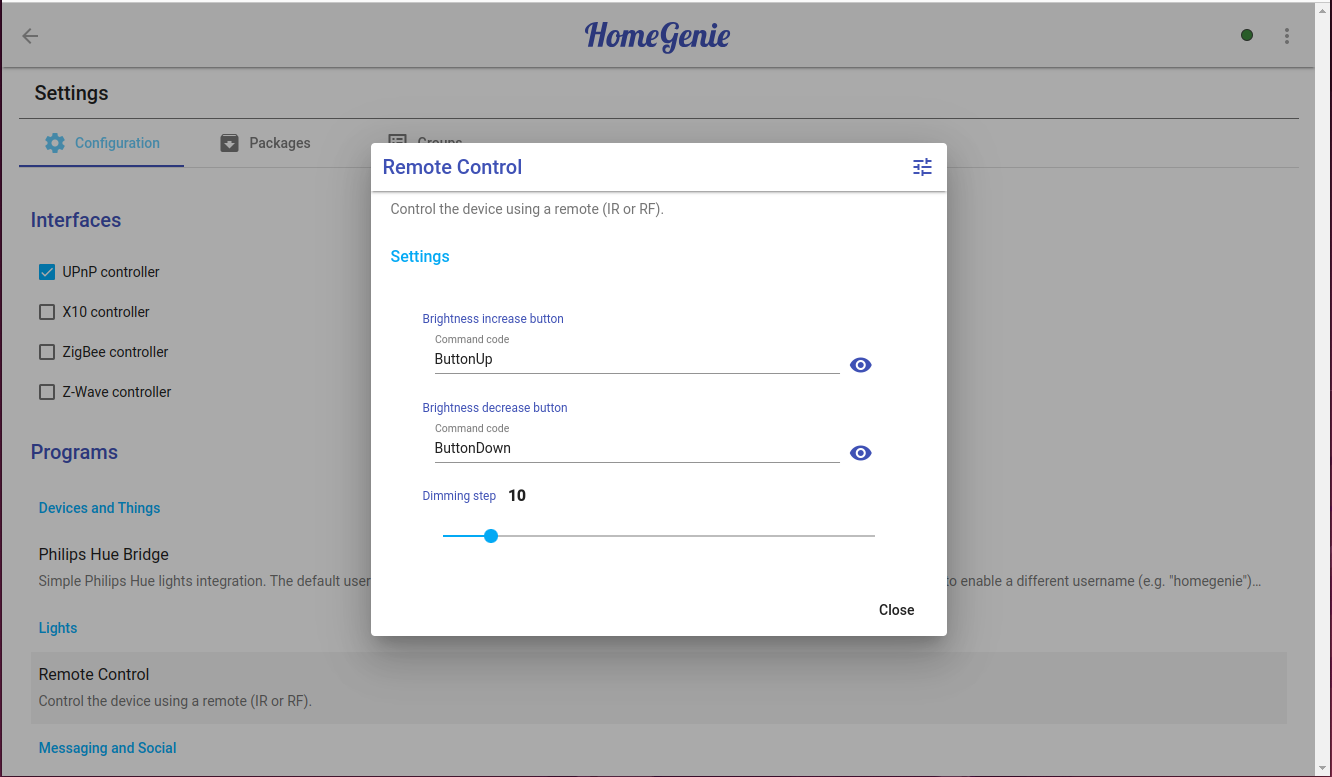 HomeGenie
Settings
Configuration
Packages
Groups
Remote Control
Control the device using a remote (IR or RF).
Settings
Brightness increase button
Command code
ButtonUp
Brightness decrease button
Command code
ButtonDown
Dimming step 10
Close
Interfaces
UPnP controller
X10 controller
ZigBee controller
Z-Wave controller
Programs
Devices and Things
Philips Hue Bridge
Simple Philips Hue lights integration. The default user to enable a different username (e.g. "homegenie")...
Lights
Remote Control
Control the device using a remote (IR or RF).
Messaging and Social